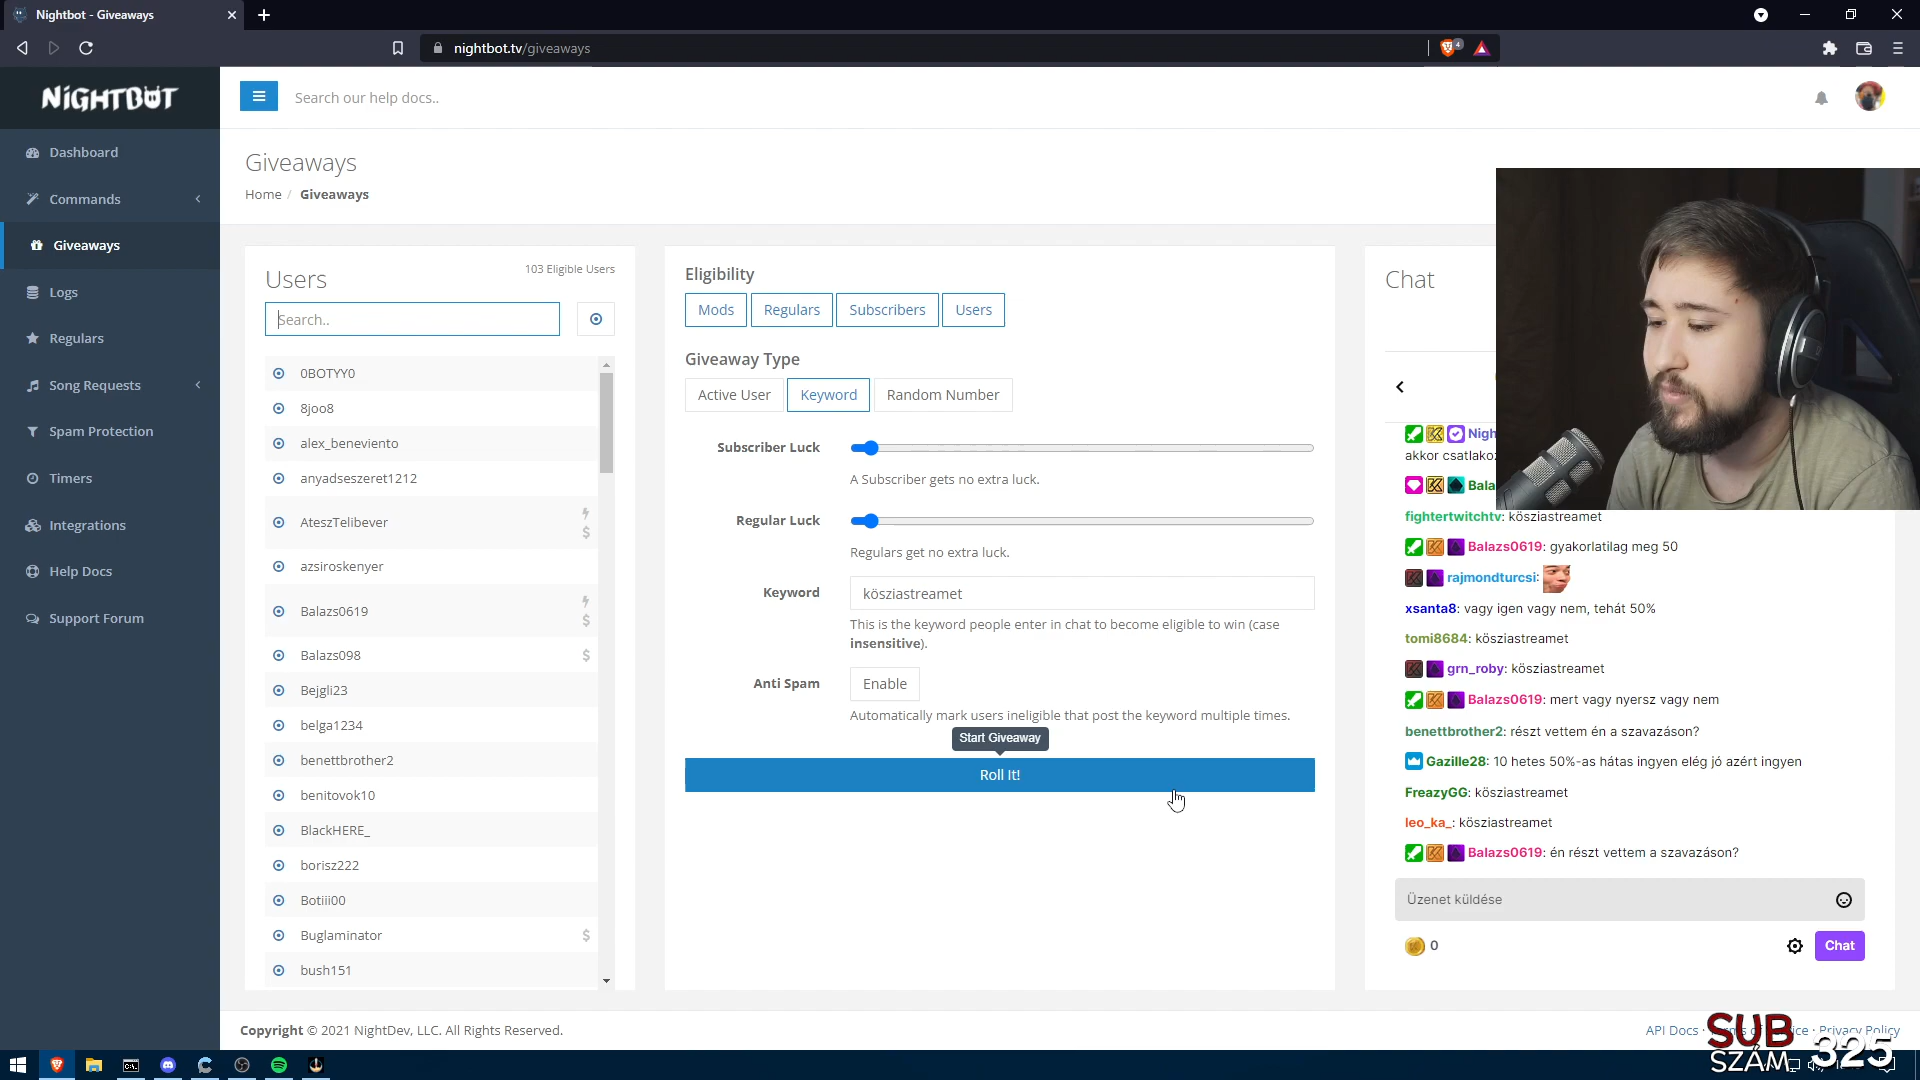 Nightbot - Giveaways
nightbot.tv/giveaways
4
NiGHTBOT
Search our help docs..
Dashboard
Commands
Giveaways
Logs
Regulars
Song Requests
Spam Protection
Timers
Integrations
Help Docs
Support Forum
Giveaways
Home / Giveaways
Users
103 Eligible Users
Search..
0BOTYY0
8joo8
alex_beneviento
anyadseszeret1212
AteszTelibever
$
azsiroskenyer
Balazs0619
$
Balazs098 $
Bejgli23
belga1234
benettbrother2
benitovok10
BlackHERE_
borisz222
Botiii00
Buglaminator $
bush151
Eligibility
Mods Regulars Subscribers Users
Giveaway Type
Active User Keyword Random Number
Subscriber Luck
A Subscriber gets no extra luck.
Regular Luck
Regulars get no extra luck.
Keyword kösziastreamet
This is the keyword people enter in chat to become eligible to win (case
insensitive).
Anti Spam Enable
Automatically mark users ineligible that post the keyword multiple times.
Start Giveaway
Roll It!
Chat
Nigh
akkor csatlako
Bala
fightertwitchtv: kösziastreamet
Balazs0619: gyakorlatilag meg 50
rajmondturcsi:
xsanta8: vagy igen vagy nem, tehát 50%
tomi8684: kösziastreamet
grn_roby: kösziastreamet
Balazs0619: mert vagy nyersz vagy nem
benettbrother2: részt vettem én a szavazáson?
Gazille28: 10 hetes 50%-as hátas ingyen elég jó azért ingyen
FreazyGG: kösziastreamet
leo_ka_: kösziastreamet
Balazs0619: én részt vettem a szavazáson?
Üzenet küldése
0
Chat
Copyright © 2021 NightDev, LLC. All Rights Reserved.
API Docs · Privacy Policy
SUB
SZÁM 325